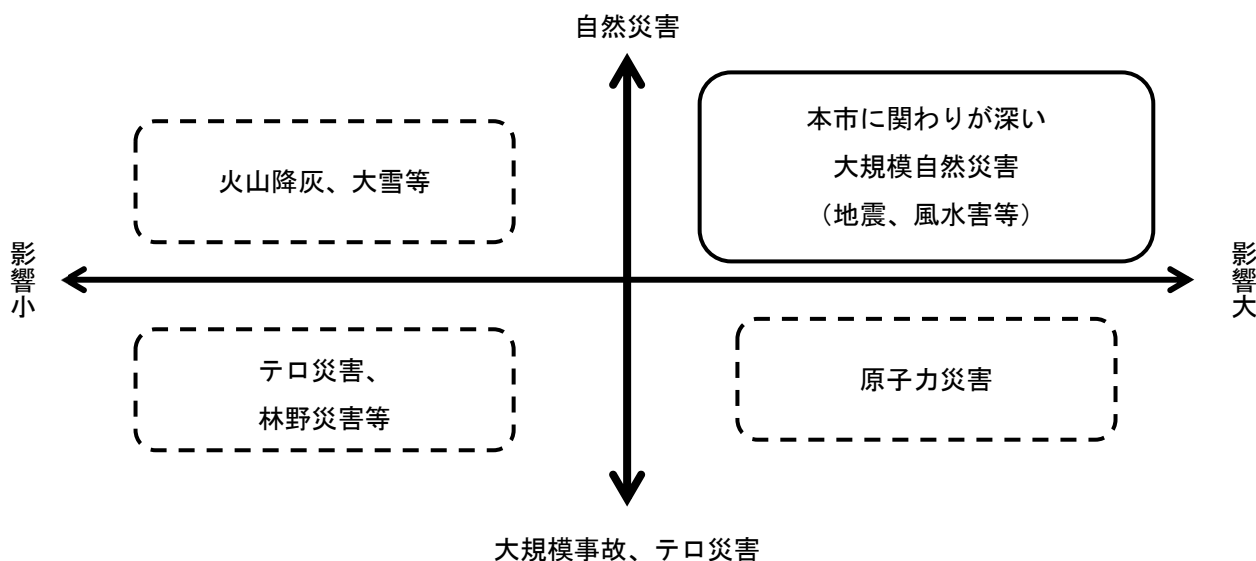 自然災害
本市に関わりが深い
大規模自然災害
（地震、風水害等）
火山降灰、大雪等
影響小
影響大
テロ災害、
林野災害等
原子力災害
大規模事故、テロ災害